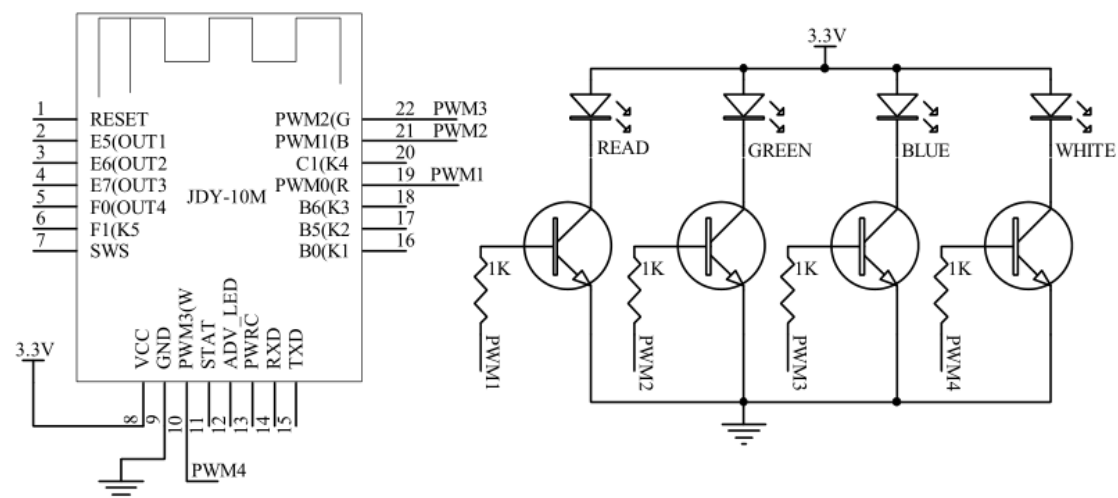 1 RESET
2 E5(OUT1
3 E6(OUT2
4 E7(OUT3
5 F0(OUT4
6 F1(K5
7 SWS
JDY-10M
PWM2(G 22 PWM3
PWM1(B 21 PWM2
C1(K4 20
PWM0(R 19 PWM1
B6(K3 18
B5(K2 17
B0(K1 16
VCC 8
GND 9
PWM3(W 10
STAT 11
ADV_LED 12
PWRC 13
RXD 14
TXD 15
3.3V
PWM4
3.3V
READ
GREEN
BLUE
WHITE
1K
1K
1K
1K
PWM1
PWM2
PWM3
PWM4